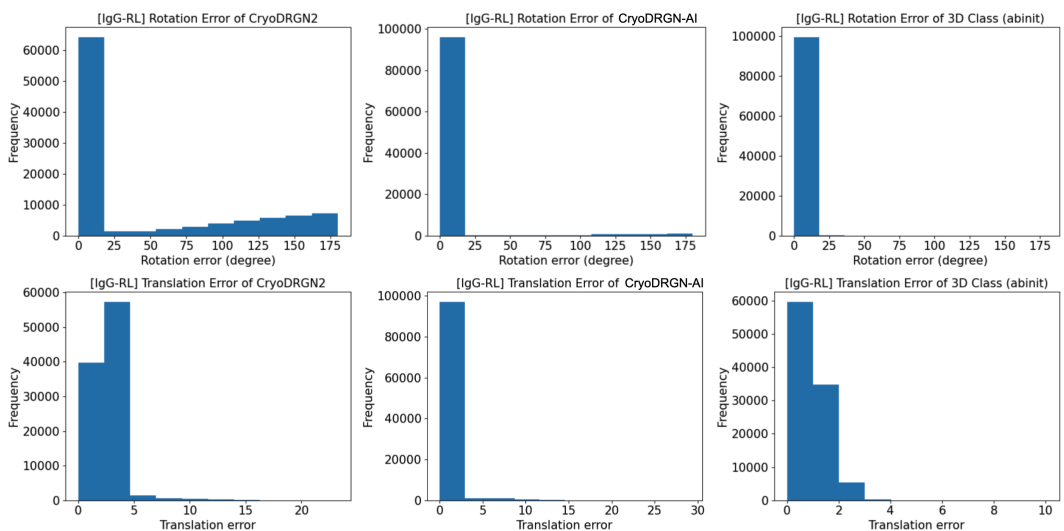 [IgG-RL] Rotation Error of CryoDRGN2
60000
50000
40000
30000
20000
10000
0
Frequency
0 25 50 75 100 125 150 175
Rotation error (degree)
[IgG-RL] Rotation Error of CryoDRGN-AI
100000
80000
60000
40000
20000
0
Frequency
0 25 50 75 100 125 150 175
Rotation error (degree)
[IgG-RL] Rotation Error of 3D Class (abinit)
100000
80000
60000
40000
20000
0
Frequency
0 25 50 75 100 125 150 175
Rotation error (degree)
[IgG-RL] Translation Error of CryoDRGN2
60000
50000
40000
30000
20000
10000
0
Frequency
0 5 10 15 20
Translation error
[IgG-RL] Translation Error of CryoDRGN-AI
100000
80000
60000
40000
20000
0
Frequency
0 5 10 15 20 25 30
Translation error
[IgG-RL] Translation Error of 3D Class (abinit)
60000
50000
40000
30000
20000
10000
0
Frequency
0 2 4 6 8 10
Translation error